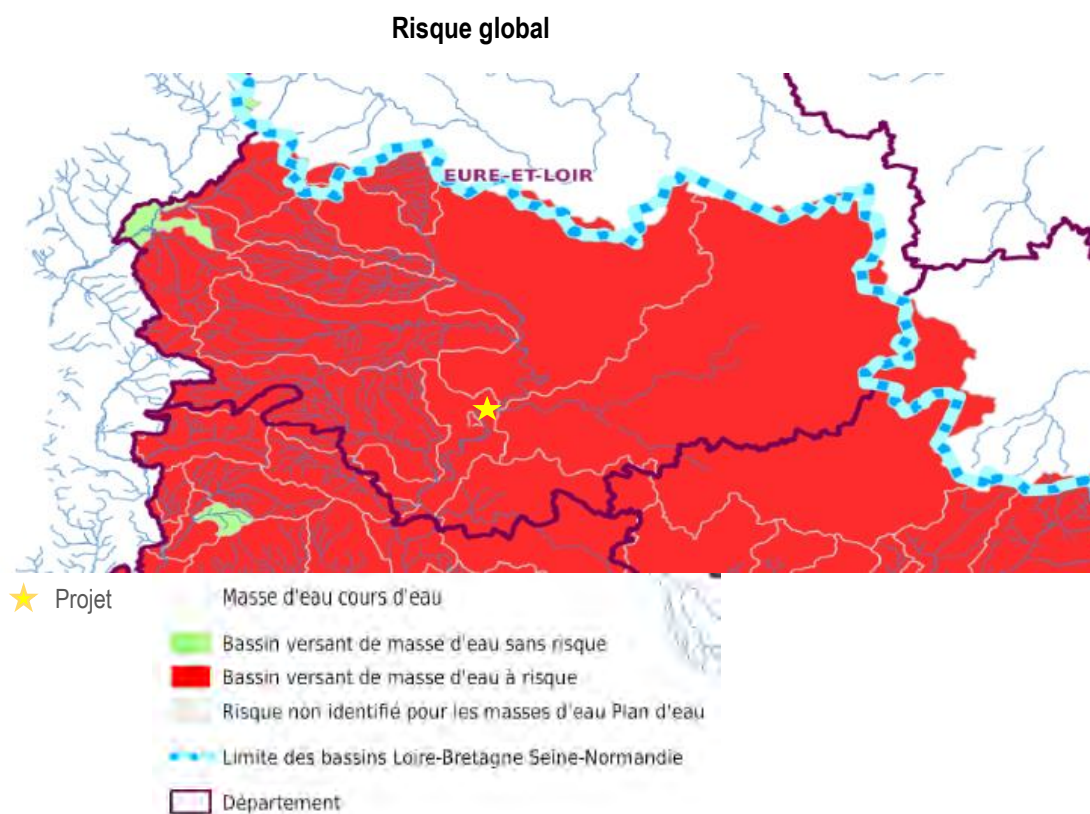 Risque global
EURE-ET-LOIR
Projet
Masse d'eau cours d'eau
Bassin versant de masse d'eau sans risque
Bassin versant de masse d'eau à risque
Risque non identifié pour les masses d'eau Plan d'eau
Limite des bassins Loire-Bretagne Seine-Normandie
Département